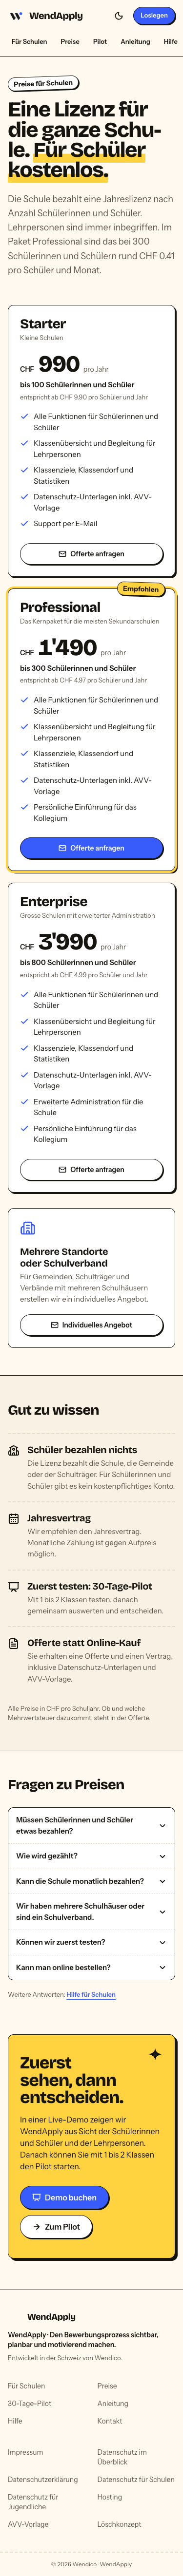 WendApply
Loslegen
Für Schulen
Preise
Pilot
Anleitung
Hilfe
Preise für Schulen
Eine Lizenz für
die ganze Schu-
le. Für Schüler
kostenlos.
Die Schule bezahlt eine Jahreslizenz nach
Anzahl Schülerinnen und Schüler.
Lehrpersonen sind immer inbegriffen. Im
Paket Professional sind das bei 300
Schülerinnen und Schülern rund CHF 0.41
pro Schüler und Monat.
Starter
Kleine Schulen
CHF 990 pro Jahr
bis 100 Schülerinnen und Schüler
entspricht ab CHF 9.90 pro Schüler und Jahr
Alle Funktionen für Schülerinnen und
Schüler
Klassenübersicht und Begleitung für
Lehrpersonen
Klassenziele, Klassendorf und
Statistiken
Datenschutz-Unterlagen inkl. AVV-
Vorlage
Support per E-Mail
Offerte anfragen
Empfohlen
Professional
Das Kernpaket für die meisten Sekundarschulen
CHF 1'490 pro Jahr
bis 300 Schülerinnen und Schüler
entspricht ab CHF 4.97 pro Schüler und Jahr
Alle Funktionen für Schülerinnen und
Schüler
Klassenübersicht und Begleitung für
Lehrpersonen
Klassenziele, Klassendorf und
Statistiken
Datenschutz-Unterlagen inkl. AVV-
Vorlage
Persönliche Einführung für das
Kollegium
Offerte anfragen
Enterprise
Grosse Schulen mit erweiterter Administration
CHF 3'990 pro Jahr
bis 800 Schülerinnen und Schüler
entspricht ab CHF 4.99 pro Schüler und Jahr
Alle Funktionen für Schülerinnen und
Schüler
Klassenübersicht und Begleitung für
Lehrpersonen
Klassenziele, Klassendorf und
Statistiken
Datenschutz-Unterlagen inkl. AVV-
Vorlage
Erweiterte Administration für die
Schule
Persönliche Einführung für das
Kollegium
Offerte anfragen
Mehrere Standorte
oder Schulverband
Für Gemeinden, Schulträger und
Verbände mit mehreren Schulhäusern
erstellen wir ein individuelles Angebot.
Individuelles Angebot
Gut zu wissen
Schüler bezahlen nichts
Die Lizenz bezahlt die Schule, die Gemeinde
oder der Schulträger. Für Schülerinnen und
Schüler gibt es kein kostenpflichtiges Konto.
Jahresvertrag
Wir empfehlen den Jahresvertrag.
Monatliche Zahlung ist gegen Aufpreis
möglich.
Zuerst testen: 30-Tage-Pilot
Mit 1 bis 2 Klassen testen, danach
gemeinsam auswerten und entscheiden.
Offerte statt Online-Kauf
Sie erhalten eine Offerte und einen Vertrag,
inklusive Datenschutz-Unterlagen und
AVV-Vorlage.
Alle Preise in CHF pro Schuljahr. Ob und welche
Mehrwertsteuer dazukommt, steht in der Offerte.
Fragen zu Preisen
Müssen Schülerinnen und Schüler
etwas bezahlen?
Wie wird gezählt?
Kann die Schule monatlich bezahlen?
Wir haben mehrere Schulhäuser oder
sind ein Schulverband.
Können wir zuerst testen?
Kann man online bestellen?
Weitere Antworten: Hilfe für Schulen
Zuerst
sehen, dann
entscheiden.
In einer Live-Demo zeigen wir
WendApply aus Sicht der Schülerinnen
und Schüler und der Lehrpersonen.
Danach können Sie mit 1 bis 2 Klassen
den Pilot starten.
Demo buchen
Zum Pilot
WendApply
WendApply · Den Bewerbungsprozess sichtbar,
planbar und motivierend machen.
Entwickelt in der Schweiz von Wendico.
Für Schulen
Preise
30-Tage-Pilot
Anleitung
Hilfe
Kontakt
Impressum
Datenschutz im
Überblick
Datenschutzerklärung
Datenschutz für Schulen
Datenschutz für
Jugendliche
Hosting
AVV-Vorlage
Löschkonzept
© 2026 Wendico · WendApply